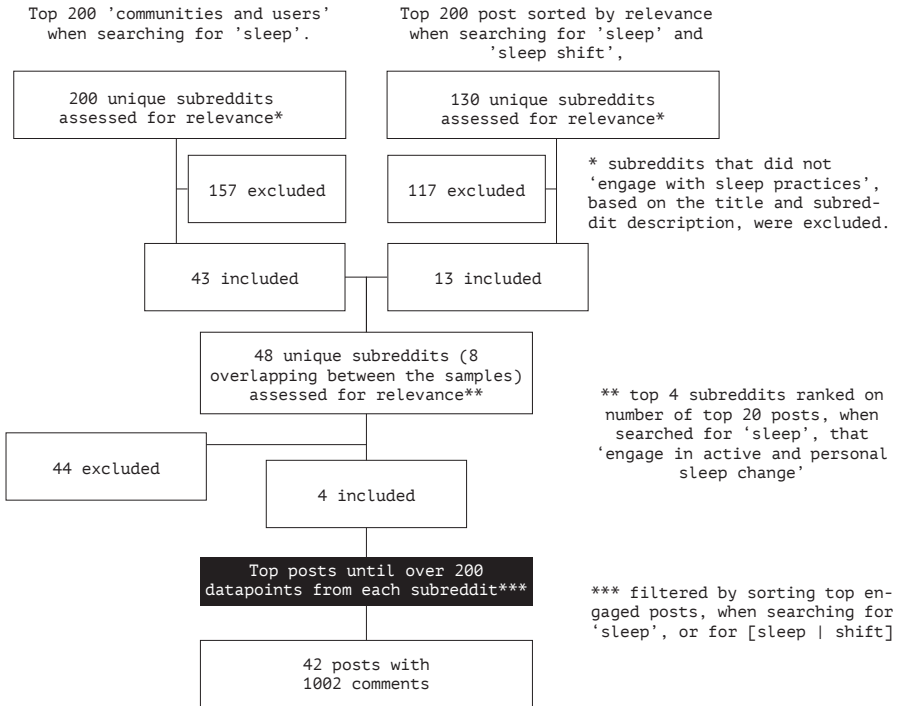 Top 200 'communities and users'
when searching for 'sleep'.
Top 200 post sorted by relevance
when searching for 'sleep' and
'sleep shift',
200 unique subreddits
assessed for relevance*
130 unique subreddits
assessed for relevance*
157 excluded
117 excluded
* subreddits that did not
‘engage with sleep practices’,
based on the title and subred-
dit description, were excluded.
43 included
13 included
48 unique subreddits (8
overlapping between the samples)
assessed for relevance**
** top 4 subreddits ranked on
number of top 20 posts, when
searched for ‘sleep’, that
‘engage in active and personal
sleep change’
44 excluded
4 included
Top posts until over 200
datapoints from each subreddit***
*** filtered by sorting top en-
gaged posts, when searching for
‘sleep’, or for [sleep | shift]
42 posts with
1002 comments